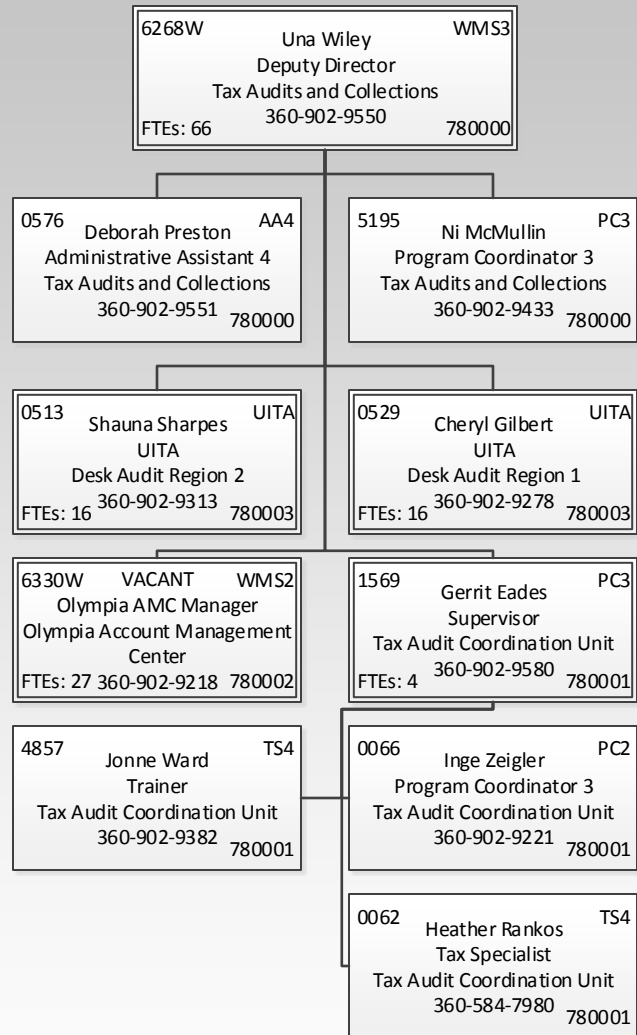 6268W WMS3
Una Wiley
Deputy Director
Tax Audits and Collections
360-902-9550
FTEs: 66 780000
0576 AA4
Deborah Preston
Administrative Assistant 4
Tax Audits and Collections
360-902-9551
780000
5195 PC3
Ni McMullin
Program Coordinator 3
Tax Audits and Collections
360-902-9433
780000
0513 UITA
Shauna Sharpes
UITA
Desk Audit Region 2
360-902-9313
FTEs: 16 780003
0529 UITA
Cheryl Gilbert
UITA
Desk Audit Region 1
360-902-9278
FTEs: 16 780003
6330W VACANT WMS2
Olympia AMC Manager
Olympia Account Management
Center
FTEs: 27 360-902-9218 780002
1569 PC3
Gerrit Eades
Supervisor
Tax Audit Coordination Unit
360-902-9580
FTEs: 4 780001
4857 TS4
Jonne Ward
Trainer
Tax Audit Coordination Unit
360-902-9382
780001
0066 PC2
Inge Zeigler
Program Coordinator 3
Tax Audit Coordination Unit
360-902-9221
780001
0062 TS4
Heather Rankos
Tax Specialist
Tax Audit Coordination Unit
360-584-7980
780001